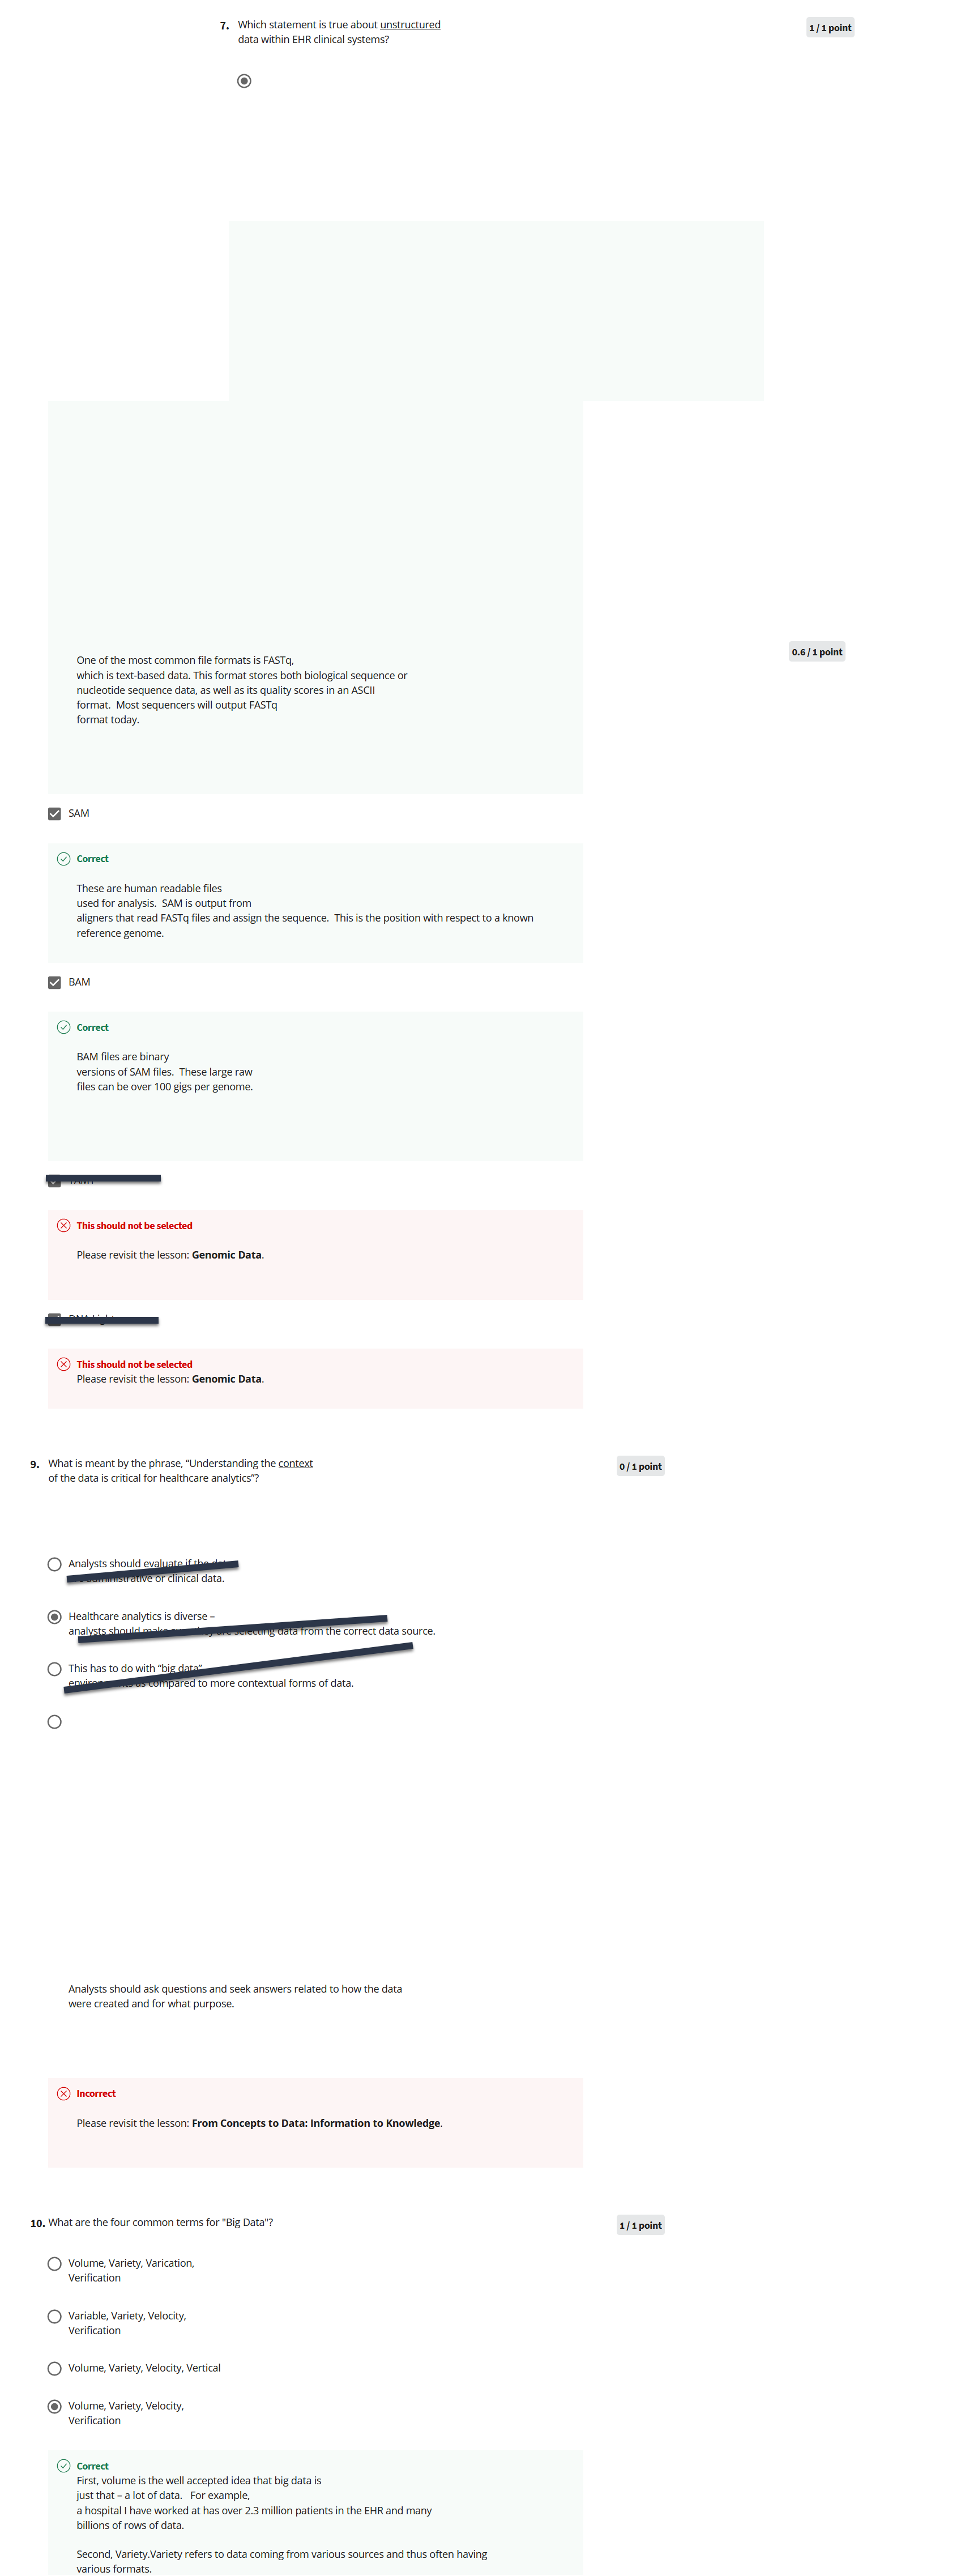 7. Which statement is true about unstructured
data within EHR clinical systems?
1 / 1 point
One of the most common file formats is FASTq,
which is text-based data. This format stores both biological sequence or
nucleotide sequence data, as well as its quality scores in an ASCII
format. Most sequencers will output FASTq
format today.
0.6 / 1 point
SAM
Correct
These are human readable files
used for analysis. SAM is output from
aligners that read FASTq files and assign the sequence. This is the position with respect to a known
reference genome.
BAM
Correct
BAM files are binary
versions of SAM files. These large raw
files can be over 100 gigs per genome.
This should not be selected
Please revisit the lesson: Genomic Data.
This should not be selected
Please revisit the lesson: Genomic Data.
9. What is meant by the phrase, “Understanding the context
of the data is critical for healthcare analytics”?
0 / 1 point
Analysts should evaluate if the data
administrative or clinical data.
Healthcare analytics is diverse –
analysts should make they are selecting data from the correct data source.
This has to do with “big data”
as compared to more contextual forms of data.
Analysts should ask questions and seek answers related to how the data
were created and for what purpose.
Incorrect
Please revisit the lesson: From Concepts to Data: Information to Knowledge.
10. What are the four common terms for "Big Data"?
1 / 1 point
Volume, Variety, Varication,
Verification
Variable, Variety, Velocity,
Verification
Volume, Variety, Velocity, Vertical
Volume, Variety, Velocity,
Verification
Correct
First, volume is the well accepted idea that big data is
just that – a lot of data. For example,
a hospital I have worked at has over 2.3 million patients in the EHR and many
billions of rows of data.
Second, Variety.Variety refers to data coming from various sources and thus often having
various formats.